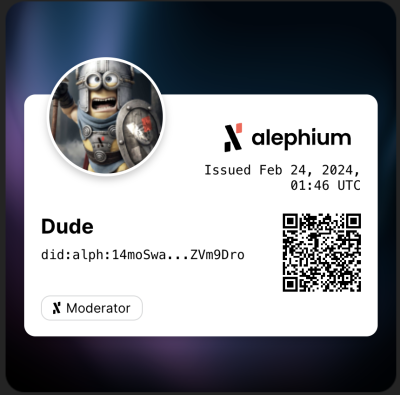 alephium
Issued Feb 24, 2024,
01:46 UTC
Dude
did:alph:14moSwa...ZVm9Dro
Moderator